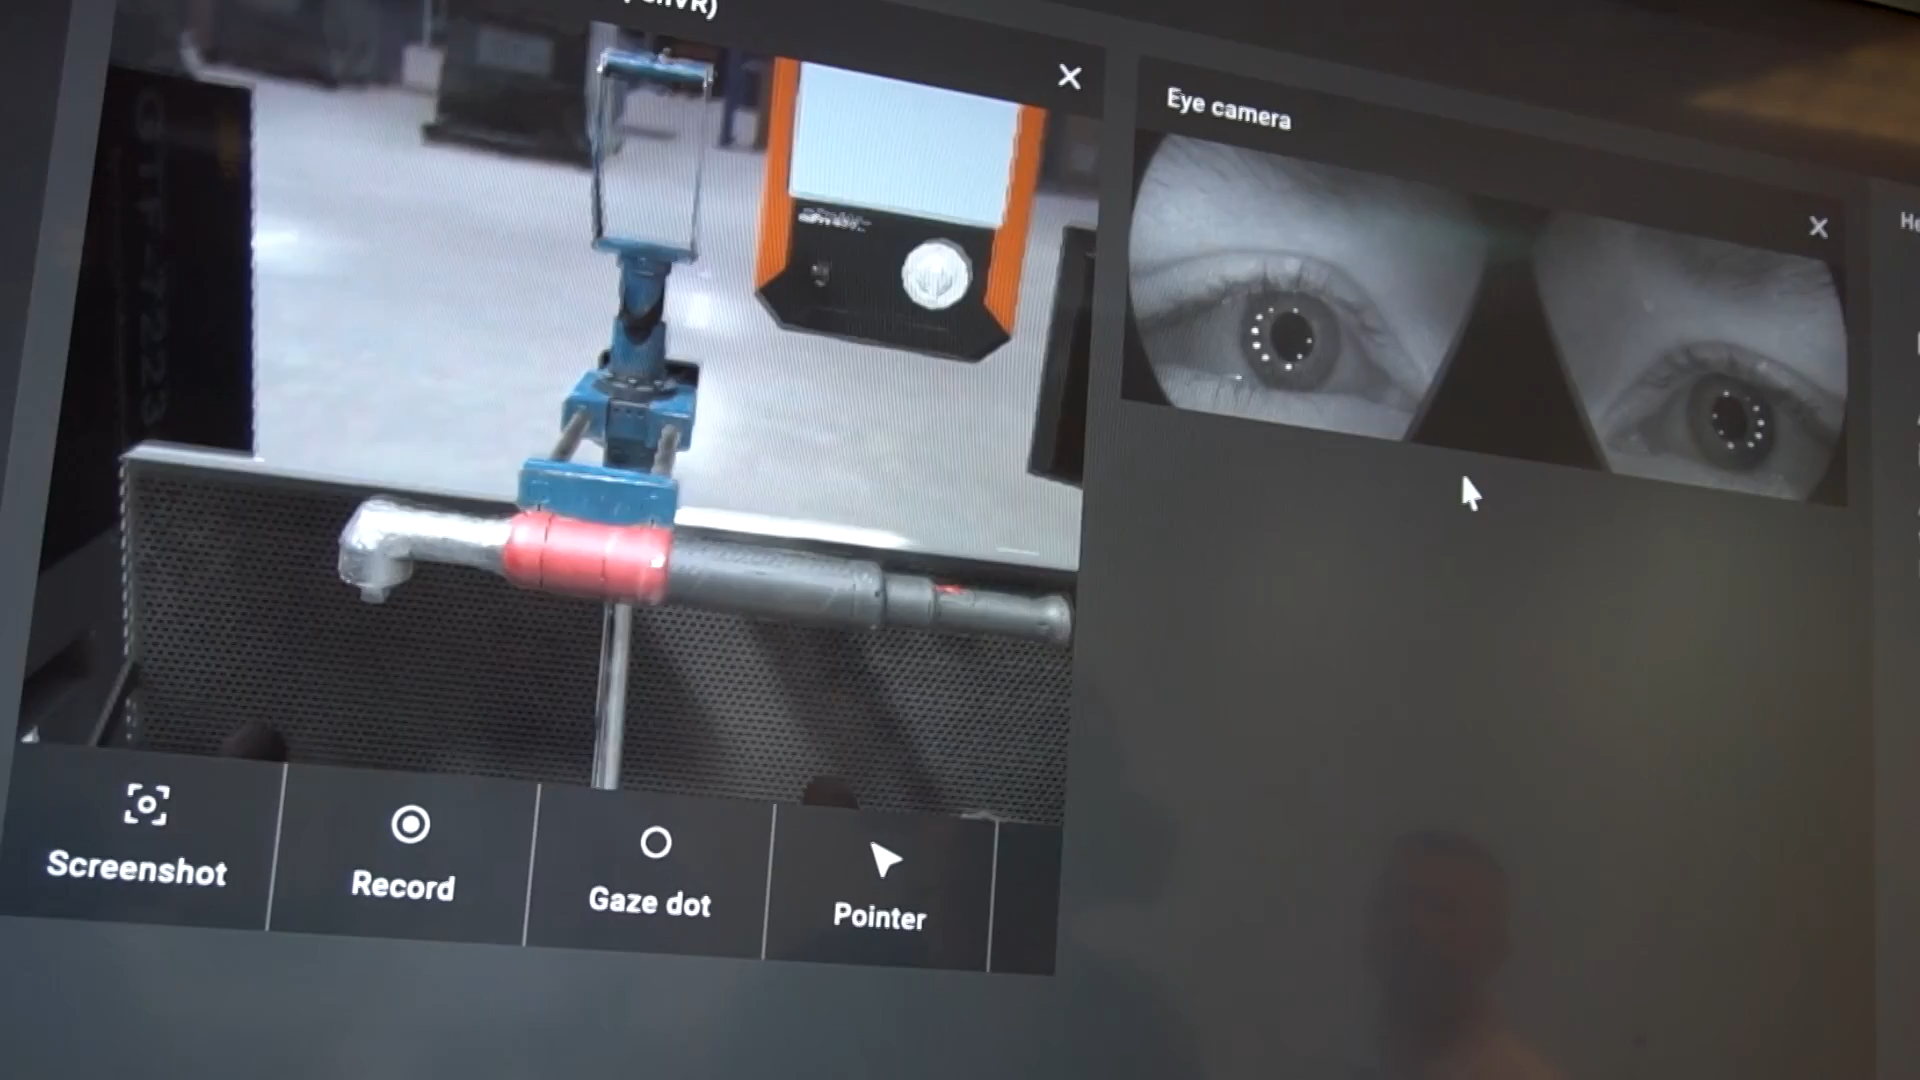 Eye camera
Screenshot
Record
Gaze dot
Pointer